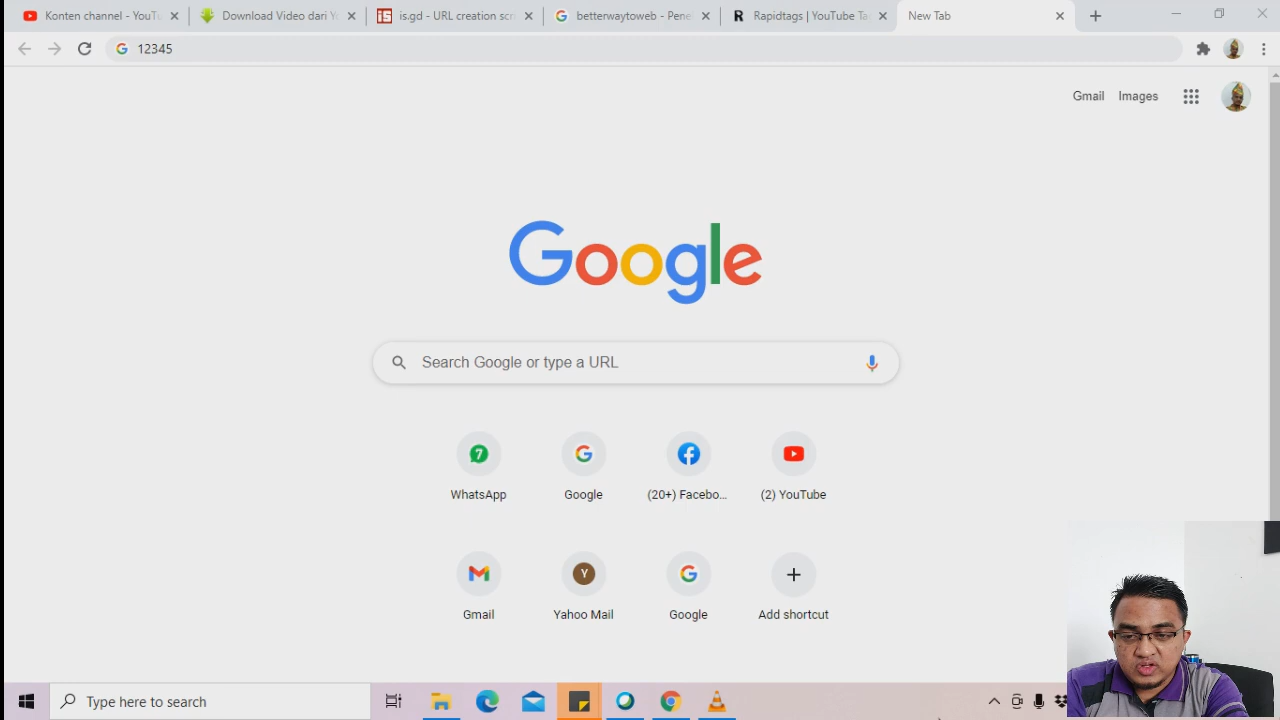 Konten channel - YouTu
Download Video dari Yo
is.gd - URL creation scri
betterwaytoweb - Pene
Rapidtags | YouTube Ta
New Tab
12345
Gmail Images
Google
Search Google or type a URL
WhatsApp Google (20+) Facebo... (2) YouTube
Gmail Yahoo Mail Google Add shortcut
Type here to search